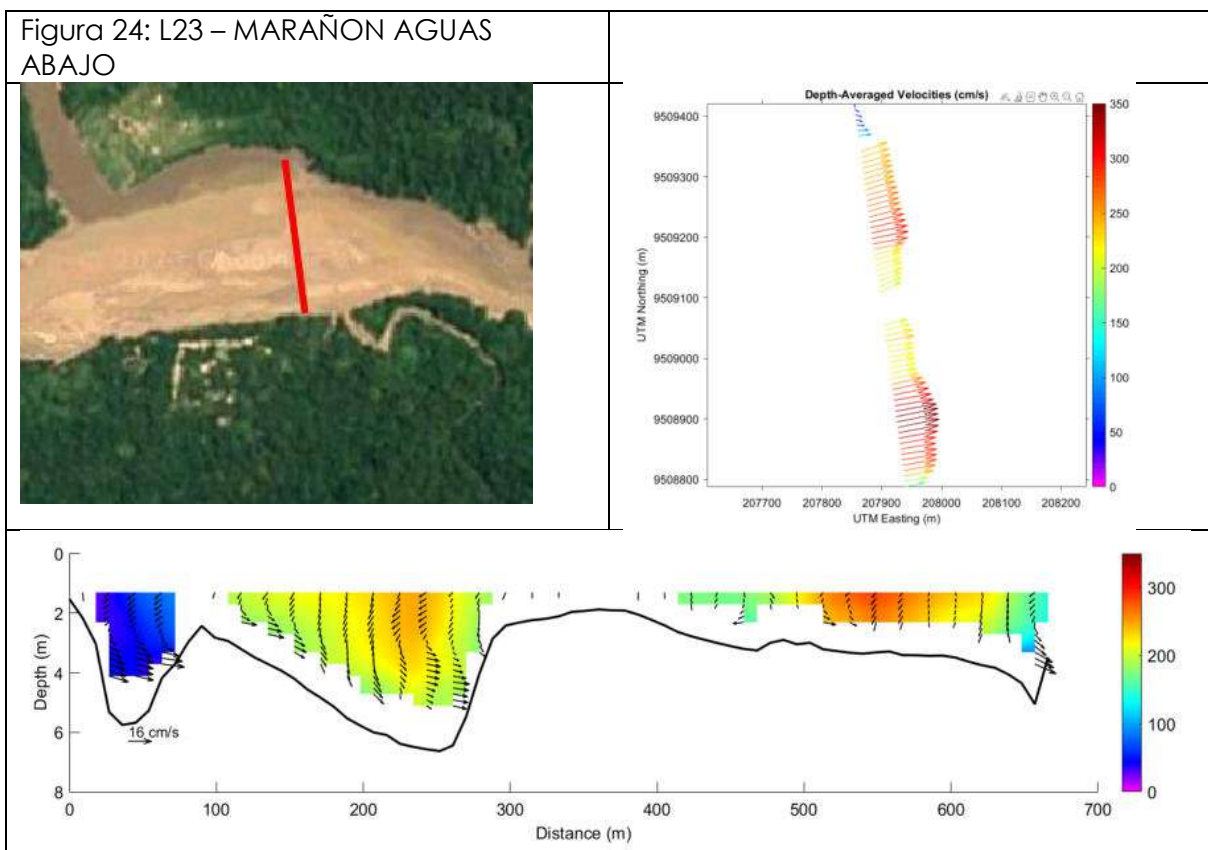 Figura 24: L23 – MARAÑON AGUAS
ABAJO
Depth-Averaged Velocities (cm/s)
9509400
9509300
9509200
9509100
9509000
9508900
9508800
UTM Northing (m)
207700 207800 207900 208000 208100 208200
UTM Easting (m)
350
300
250
200
150
100
50
0
0
2
4
6
8
Depth (m)
16 cm/s
0 100 200 300 400 500 600 700
Distance (m)
300
200
100
0